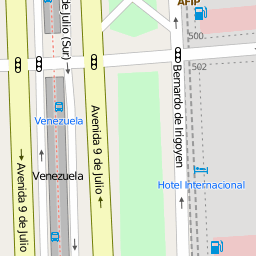 AFIP
de Julio (Sur)
500
502
Bernardo de Irigoyen
Venezuela
Avenida 9 de Julio
Avenida 9 de Julio
Venezuela
Hotel Internacional